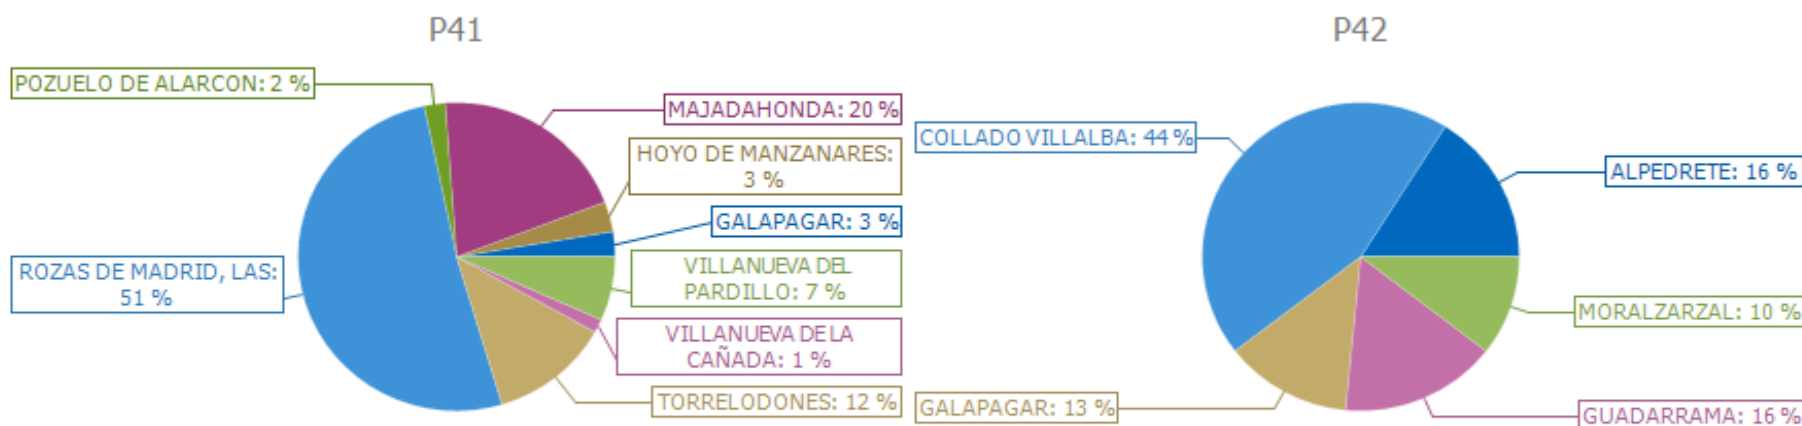 P41
POZUELO DE ALARCON: 2 %
MAJADAHONDA: 20 %
HOYO DE MANZANARES:
3 %
GALAPAGAR: 3 %
ROZAS DE MADRID, LAS:
51 %
VILLANUEVA DEL
PARDILLO: 7 %
VILLANUEVA DE LA
CAÑADA: 1 %
TORRELODONES: 12 %
P42
COLLADO VILLALBA: 44 %
ALPEDRETE: 16 %
MORALZARZAL: 10 %
GALAPAGAR: 13 %
GUADARRAMA: 16 %